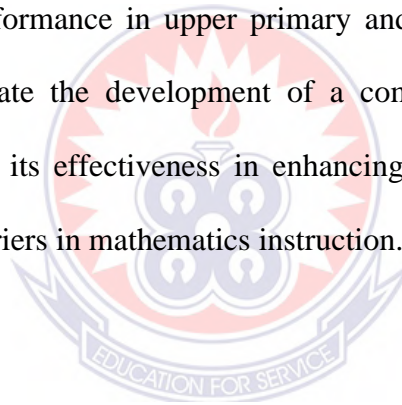 formance in upper primary and
ate the development of a con
its effectiveness in enhancing
riers in mathematics instruction.
EDUCATION FOR SERVICE